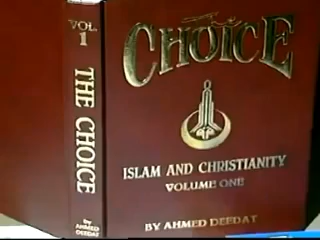 VOL.
1
THE CHOICE
by
AHMED
DEEDAT
CHOICE
ISLAM AND CHRISTIANITY
VOLUME ONE
BY AHMED DEEDAT